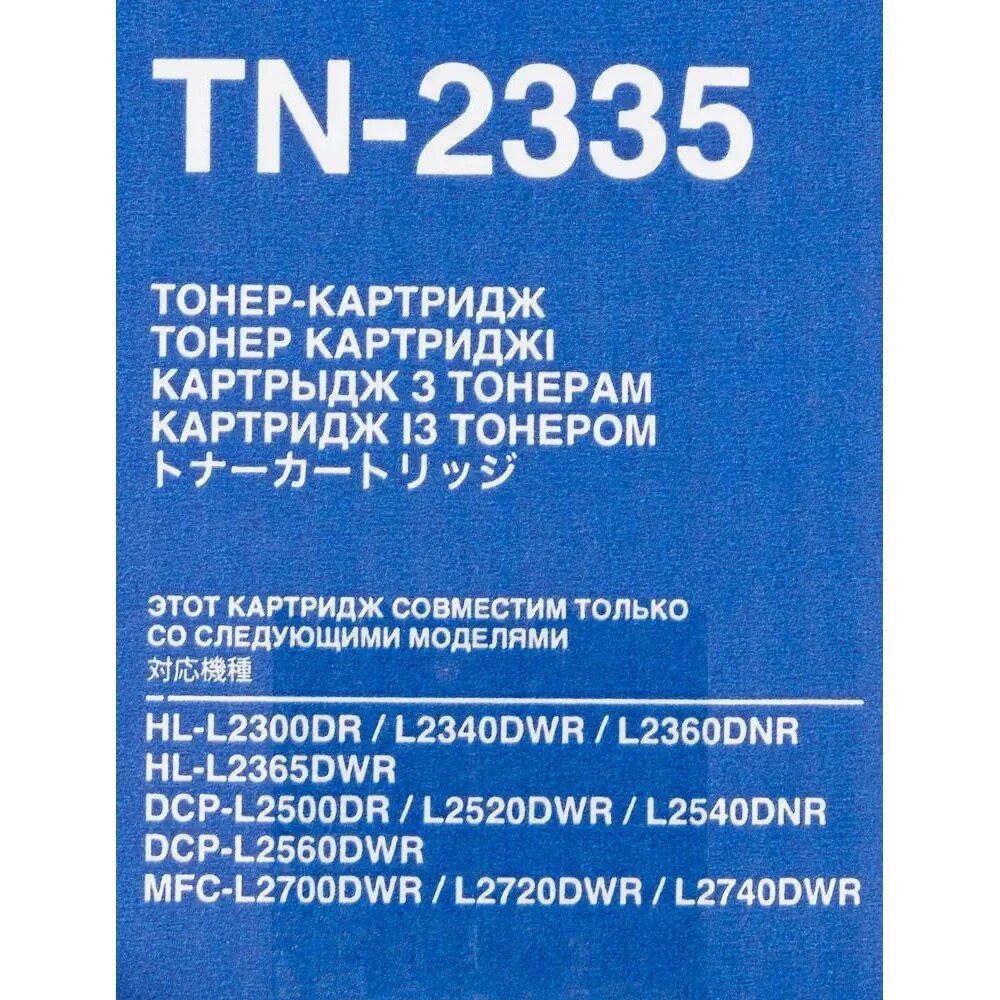 TN-2335
ТОНЕР-КАРТРИДЖ
ТОНЕР КАРТРИДЖІ
КАРТРЫДЖ З ТОНЕРАМ
КАРТРИДЖ ІЗ ТОНЕРОМ
トナーカートリッジ
ЭТОТ КАРТРИДЖ СОВМЕСТИМ ТОЛЬКО
СО СЛЕДУЮЩИМИ МОДЕЛЯМИ
対応機種
HL-L2300DR / L2340DWR / L2360DNR
HL-L2365DWR
DCP-L2500DR / L2520DWR / L2540DNR
DCP-L2560DWR
MFC-L2700DWR / L2720DWR / L2740DWR